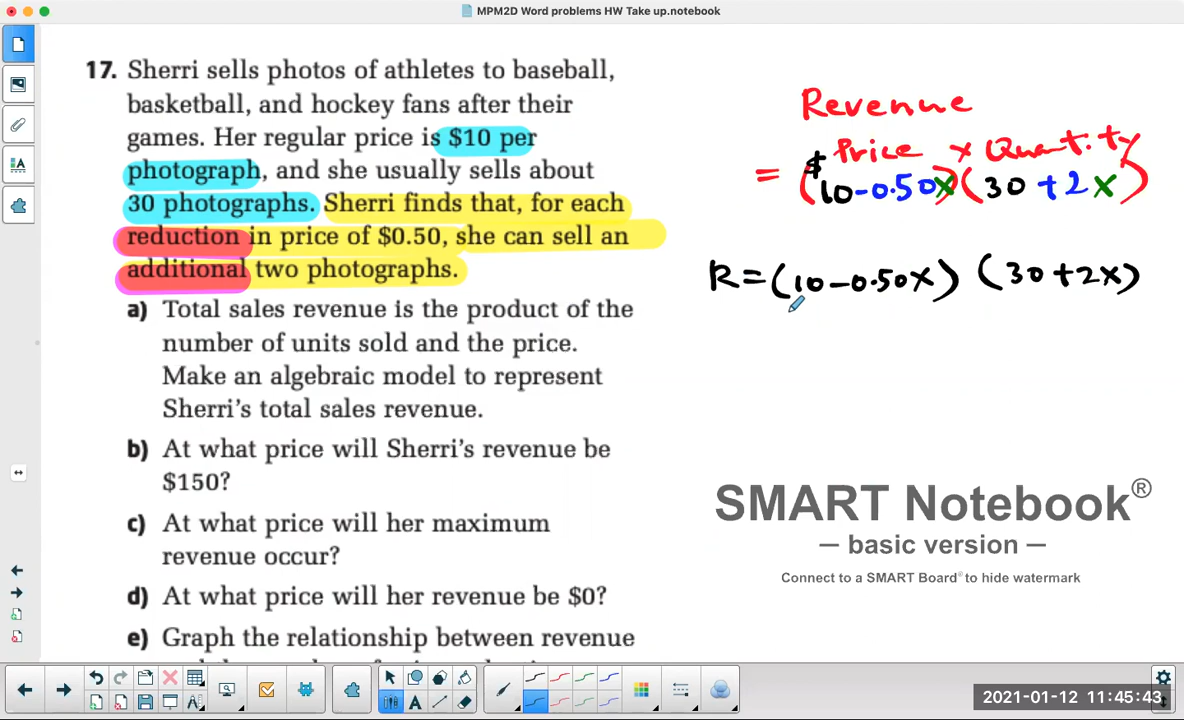 MPM2D Word problems HW Take up.notebook
17. Sherri sells photos of athletes to baseball,
basketball, and hockey fans after their
games. Her regular price is $10 per
photograph, and she usually sells about
30 photographs. Sherri finds that, for each
reduction in price of $0.50, she can sell an
additional two photographs.
a) Total sales revenue is the product of the
number of units sold and the price.
Make an algebraic model to represent
Sherri's total sales revenue.
b) At what price will Sherri's revenue be
$150?
c) At what price will her maximum
revenue occur?
d) At what price will her revenue be $0?
e) Graph the relationship between revenue
Revenue
Price x Quantity
= ($10-0.50x)(30+2x)
R=(10-0.50x) (30+2x)
SMART Notebook®
— basic version —
Connect to a SMART Board® to hide watermark
2021-01-12 11:45:43